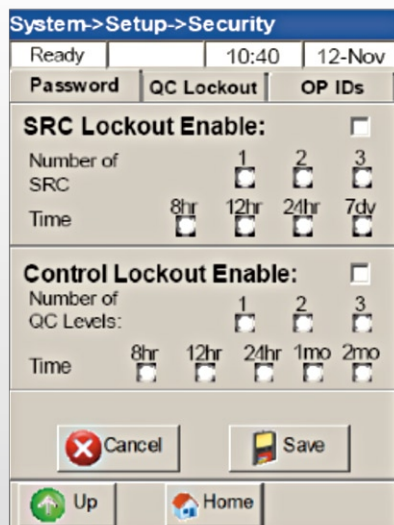 System->Setup->Security
Ready 10:40 12-Nov
Password QC Lockout OP IDs
SRC Lockout Enable:
Number of 1 2 3
SRC
Time 8hr 12hr 24hr 7dy
Control Lockout Enable:
Number of 1 2 3
QC Levels:
Time 8hr 12hr 24hr 1mo 2mo
Cancel Save
Up Home